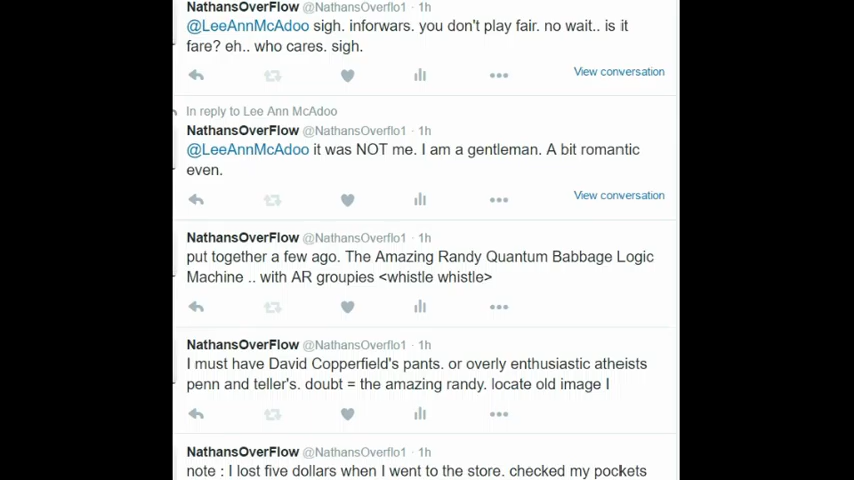 NathansOverFlow @NathansOverflo1 · 1h
@LeeAnnMcAdoo sigh. inforwars. you don't play fair. no wait.. is it
fare? eh.. who cares. sigh.
View conversation
In reply to Lee Ann McAdoo
NathansOverFlow @NathansOverflo1 · 1h
@LeeAnnMcAdoo it was NOT me. I am a gentleman. A bit romantic
even.
View conversation
NathansOverFlow @NathansOverflo1 · 1h
put together a few ago. The Amazing Randy Quantum Babbage Logic
Machine .. with AR groupies <whistle whistle>
NathansOverFlow @NathansOverflo1 · 1h
I must have David Copperfield's pants. or overly enthusiastic atheists
penn and teller's. doubt = the amazing randy. locate old image I
NathansOverFlow @NathansOverflo1 · 1h
note : I lost five dollars when I went to the store. checked my pockets